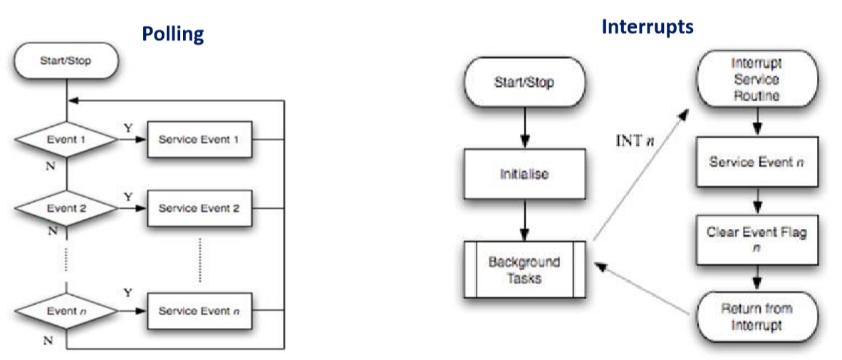 Polling
Start/Stop
Event 1
Y
Service Event 1
N
Event 2
Y
Service Event 2
N
Event n
Y
Service Event n
N
Interrupts
Start/Stop
Initialise
Background
Tasks
INT n
Interrupt
Service
Routine
Service Event n
Clear Event Flag
n
Return from
Interrupt